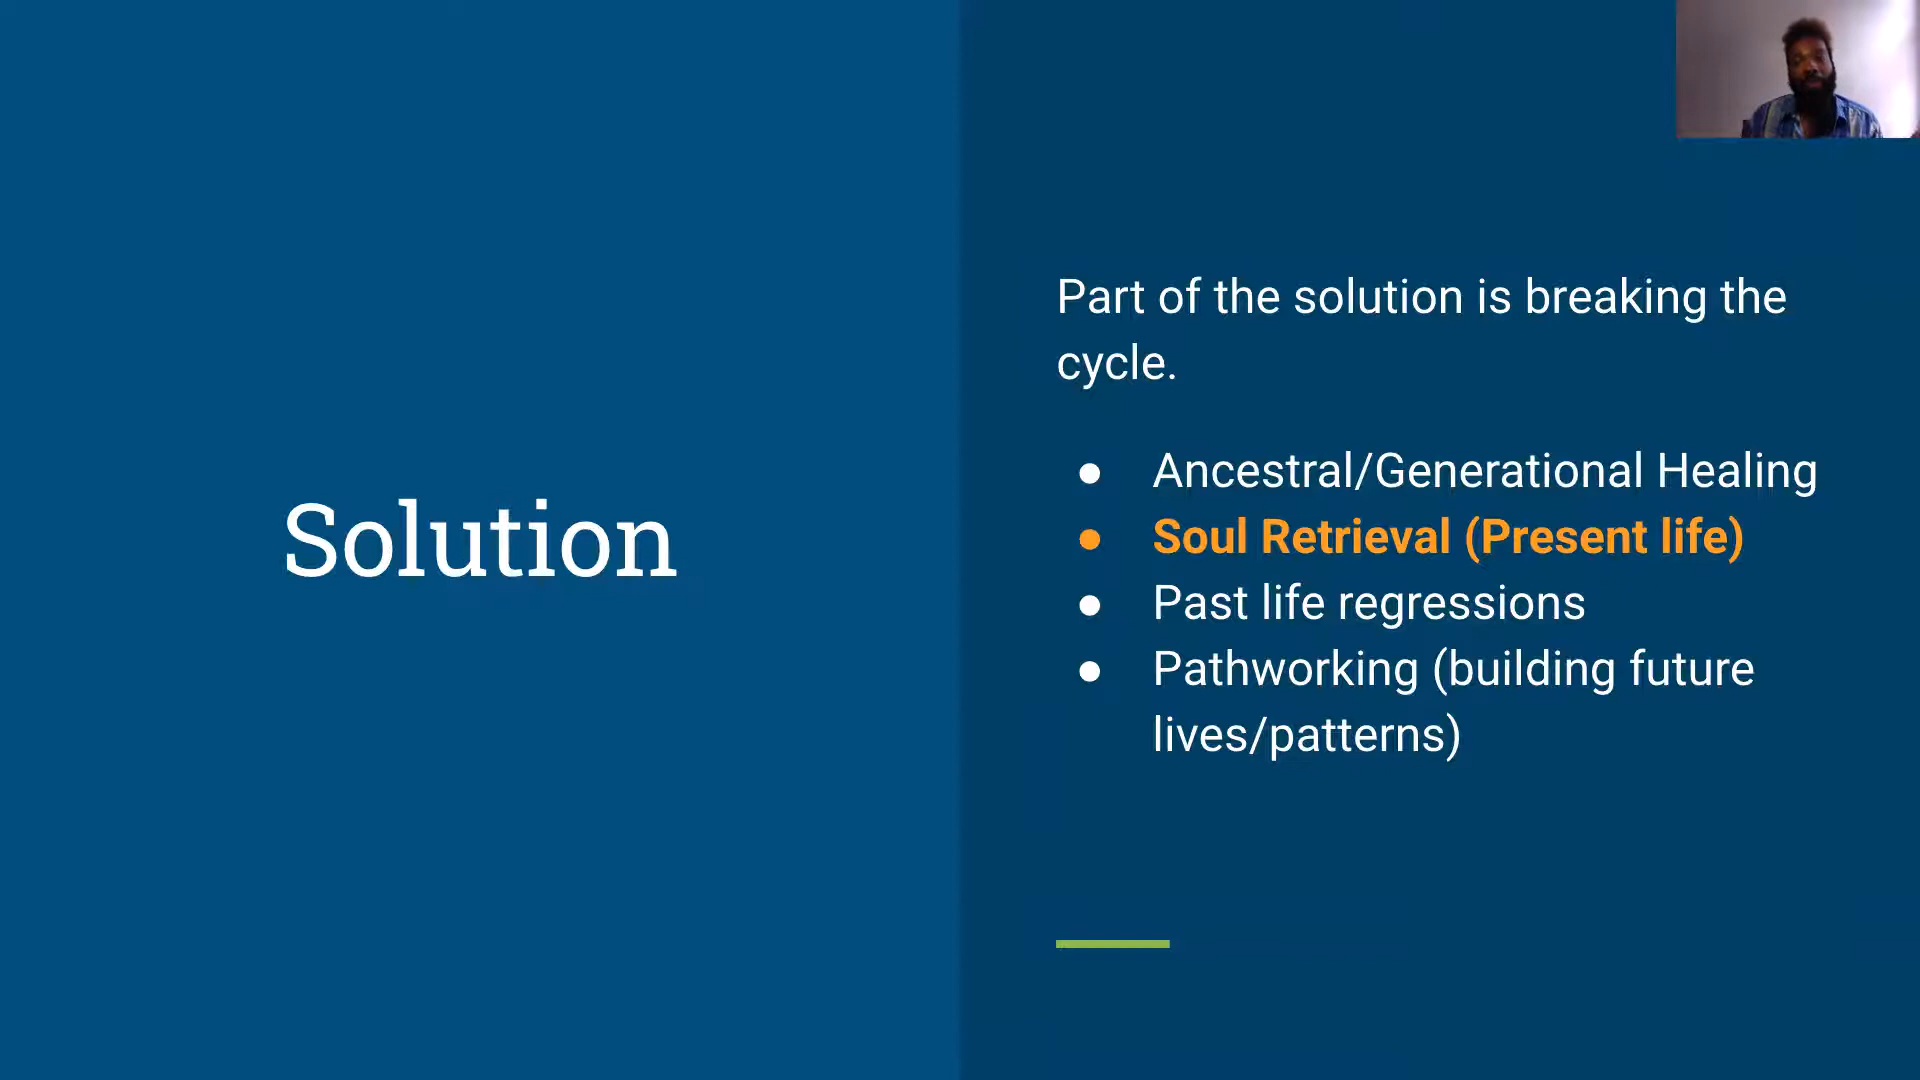 Solution
Part of the solution is breaking the
cycle.
● Ancestral/Generational Healing
● Soul Retrieval (Present life)
● Past life regressions
● Pathworking (building future
lives/patterns)